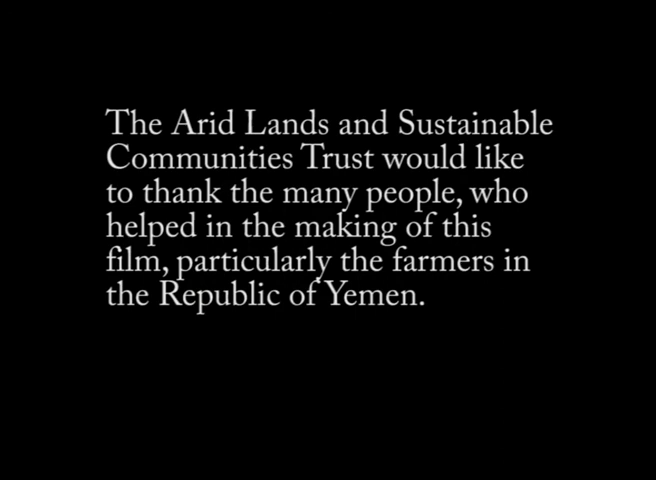 The Arid Lands and Sustainable
Communities Trust would like
to thank the many people, who
helped in the making of this
film, particularly the farmers in
the Republic of Yemen.